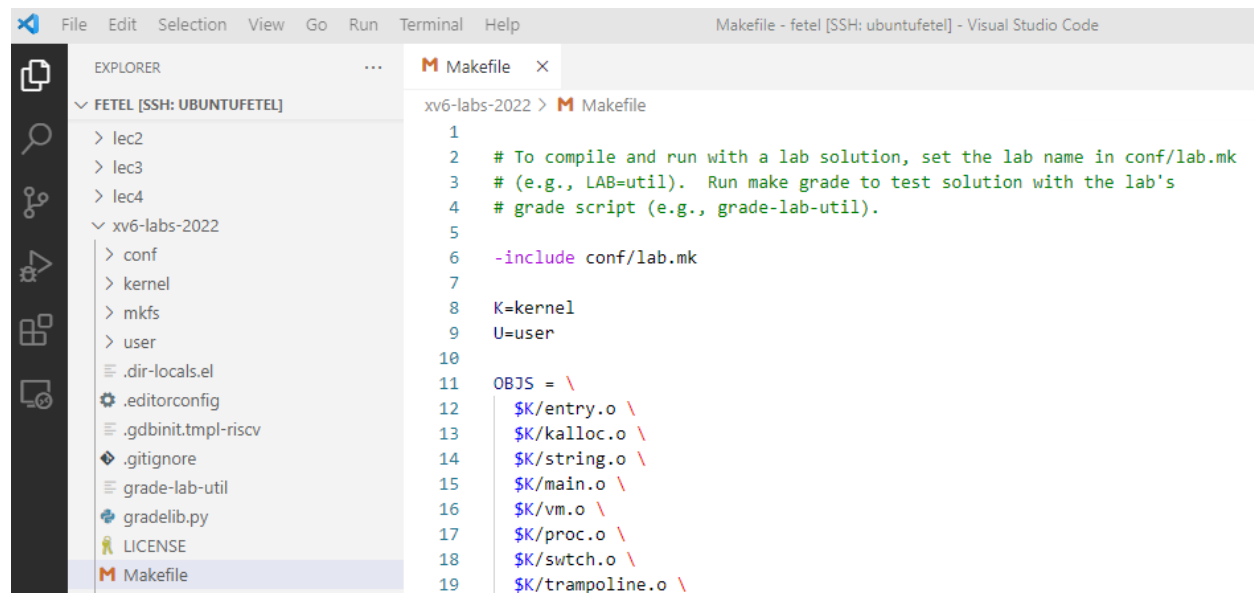 File Edit Selection View Go Run Terminal Help Makefile - fetel [SSH: ubuntufetel] - Visual Studio Code
EXPLORER ···
FETEL [SSH: UBUNTUFETEL]
> lec2
> lec3
> lec4
xv6-labs-2022
> conf
> kernel
> mkfs
> user
.dir-locals.el
.editorconfig
.gdbinit.tmpl-riscv
.gitignore
grade-lab-util
gradelib.py
LICENSE
M Makefile
M Makefile ×
xv6-labs-2022 > M Makefile
1
2 # To compile and run with a lab solution, set the lab name in conf/lab.mk
3 # (e.g., LAB=util).  Run make grade to test solution with the lab's
4 # grade script (e.g., grade-lab-util).
5
6 -include conf/lab.mk
7
8 K=kernel
9 U=user
10
11 OBJS = \
12   $K/entry.o \
13   $K/kalloc.o \
14   $K/string.o \
15   $K/main.o \
16   $K/vm.o \
17   $K/proc.o \
18   $K/swtch.o \
19   $K/trampoline.o \